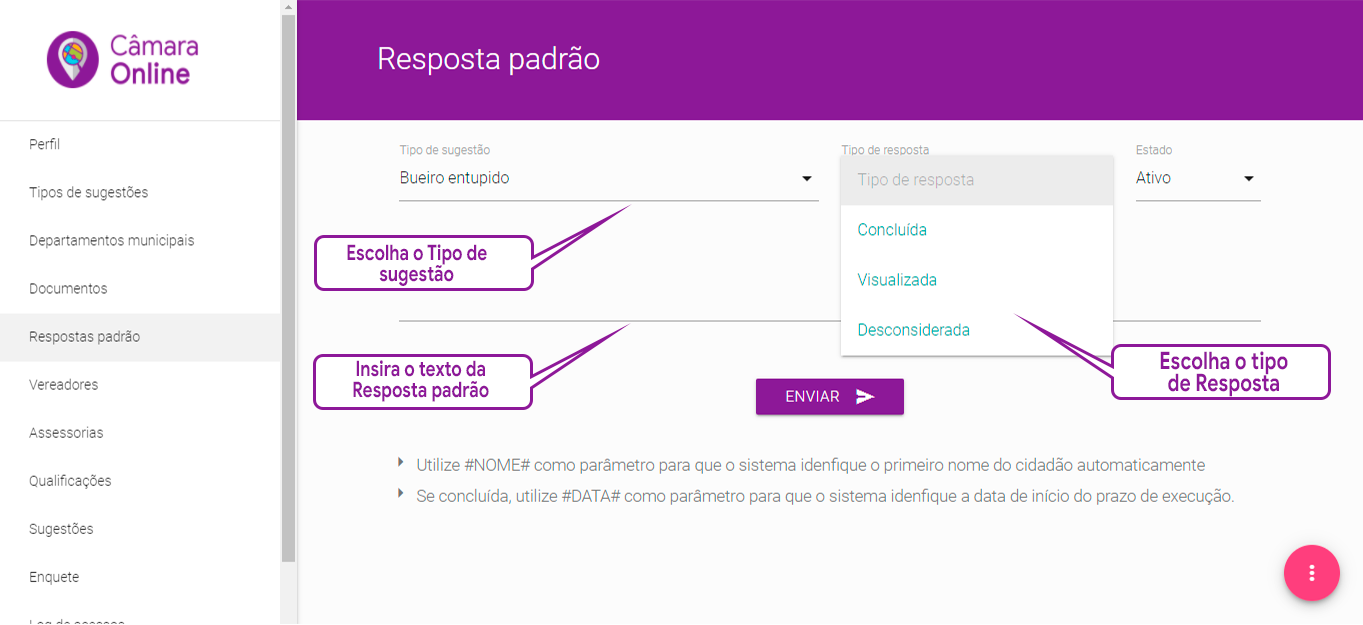 Câmara
Online
Perfil
Tipos de sugestões
Departamentos municipais
Documentos
Respostas padrão
Vereadores
Assessorias
Qualificações
Sugestões
Enquete
Log de acessos
Resposta padrão
Tipo de sugestão
Bueiro entupido
Tipo de resposta
Tipo de resposta
Concluída
Visualizada
Desconsiderada
Estado
Ativo
Escolha o Tipo de
sugestão
Insira o texto da
Resposta padrão
Escolha o tipo
de Resposta
ENVIAR
Utilize #NOME# como parâmetro para que o sistema idenfique o primeiro nome do cidadão automaticamente
Se concluída, utilize #DATA# como parâmetro para que o sistema idenfique a data de início do prazo de execução.